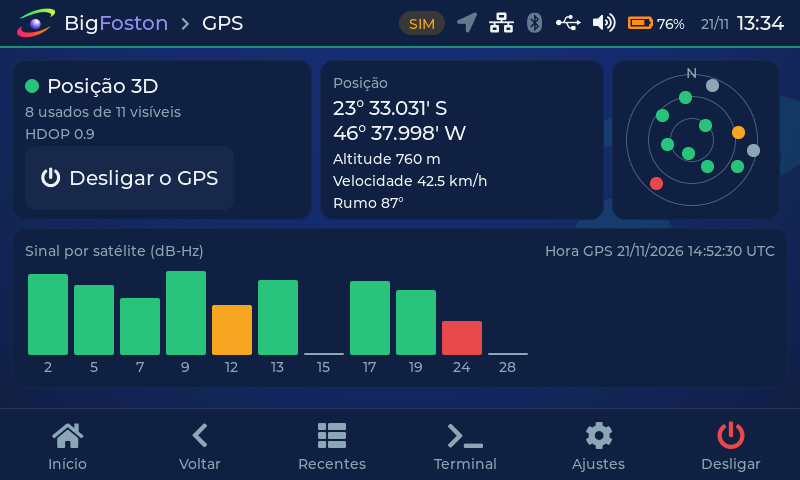 BigFoston > GPS
SIM
76%
21/11
13:34
Posição 3D
8 usados de 11 visíveis
HDOP 0.9
Desligar o GPS
Posição
23° 33.031' S
46° 37.998' W
Altitude 760 m
Velocidade 42.5 km/h
Rumo 87°
N
Sinal por satélite (dB-Hz)
Hora GPS 21/11/2026 14:52:30 UTC
2 5 7 9 12 13 15 17 19 24 28
Início
Voltar
Recentes
Terminal
Ajustes
Desligar